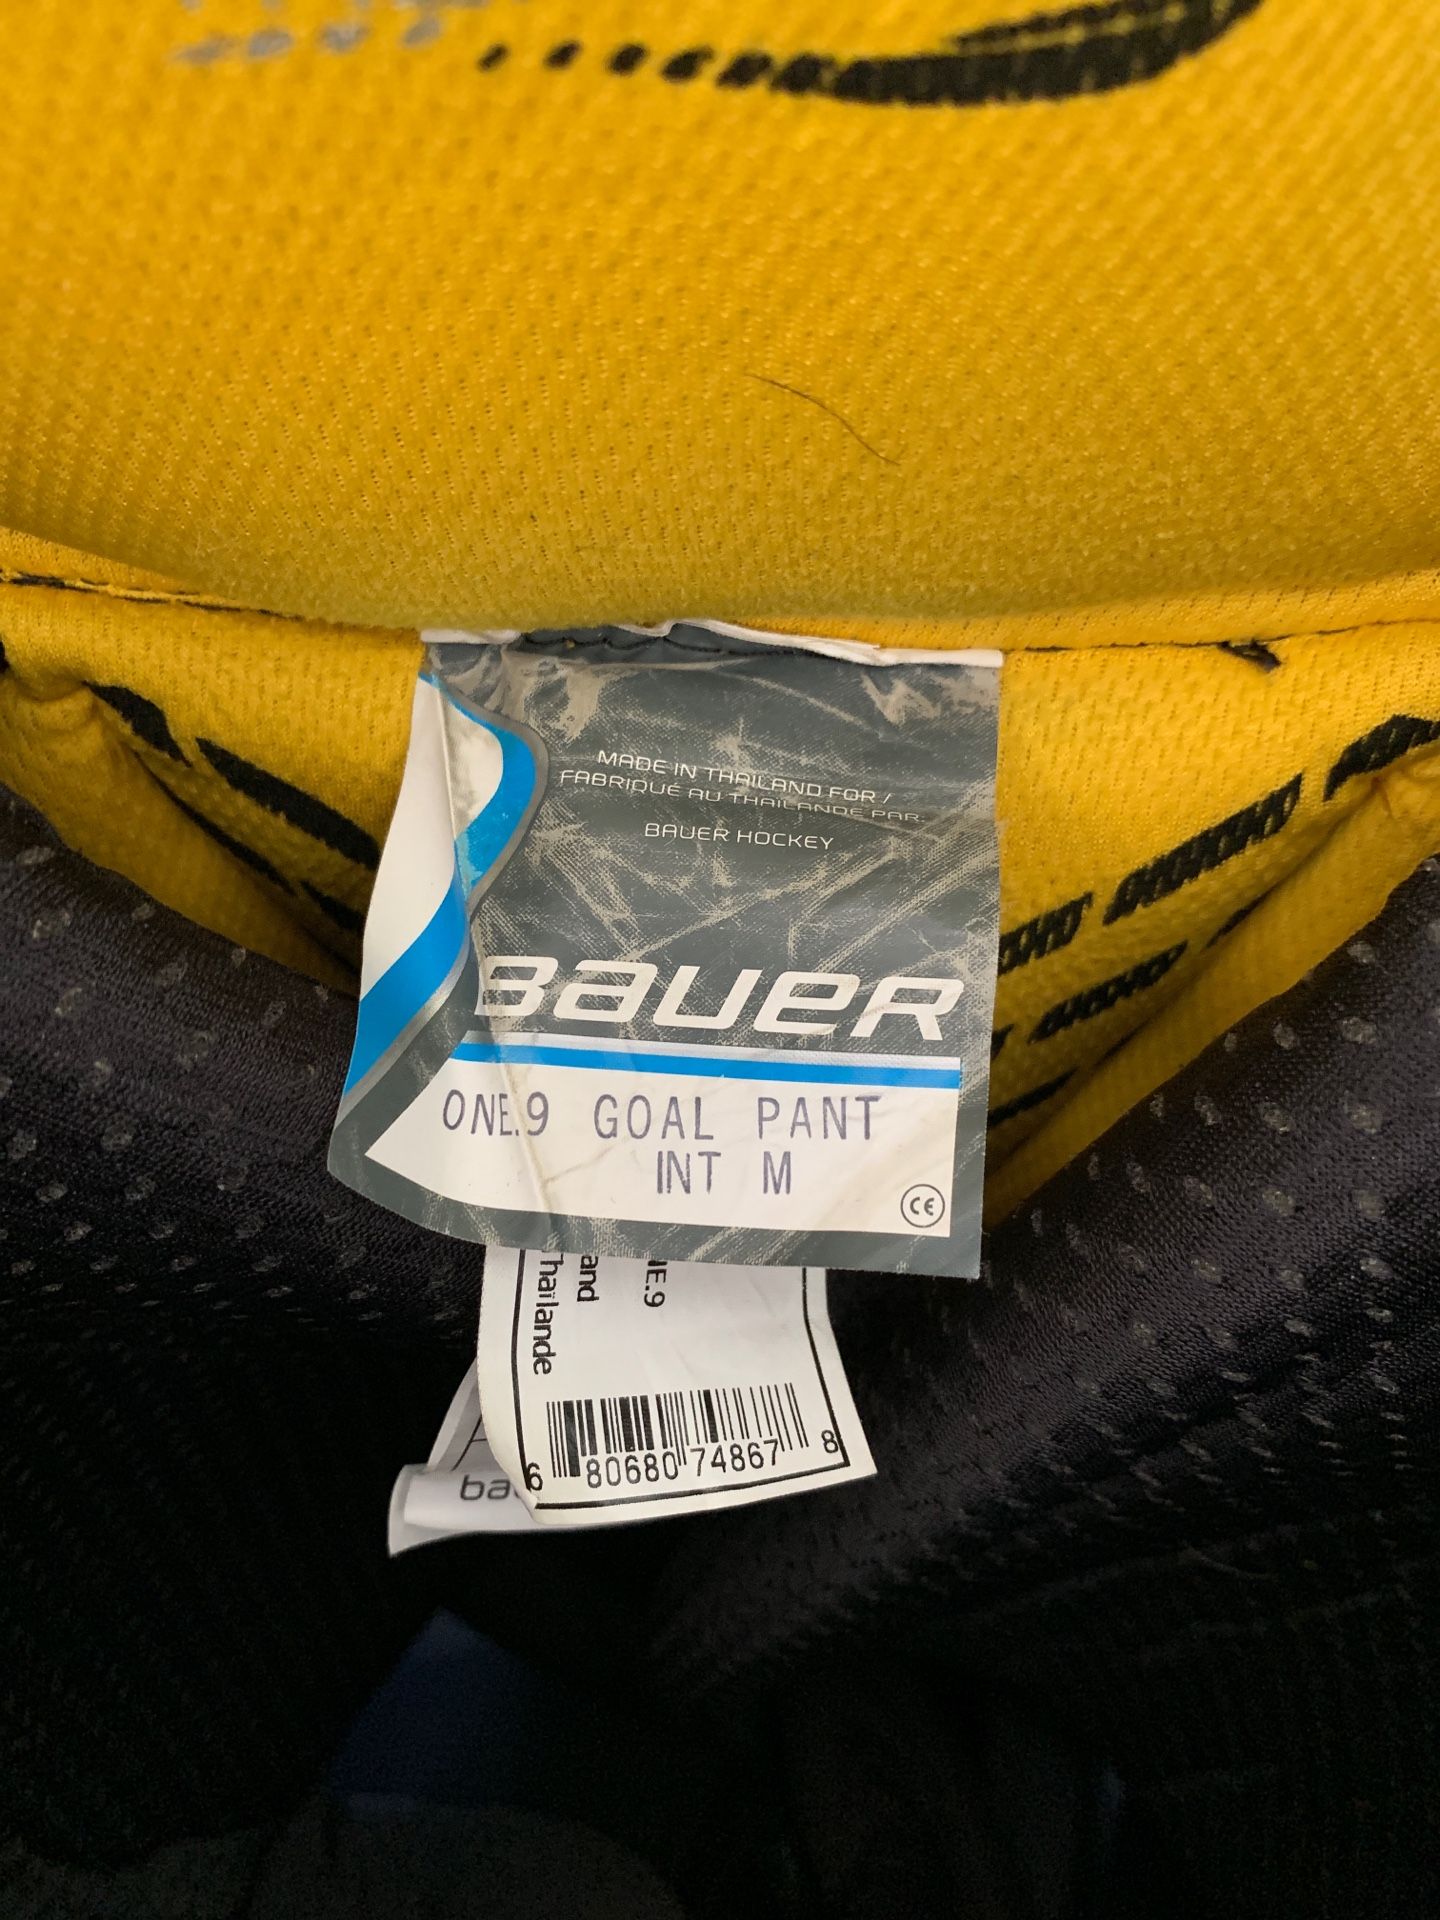 MADE IN THAILAND FOR /
FABRIQUÉ AU THAILANDE PAR:
BAUER HOCKEY
BAUER
ONE.9 GOAL PANT
INT M
CE
Thaïlande
6 80680 74867 8